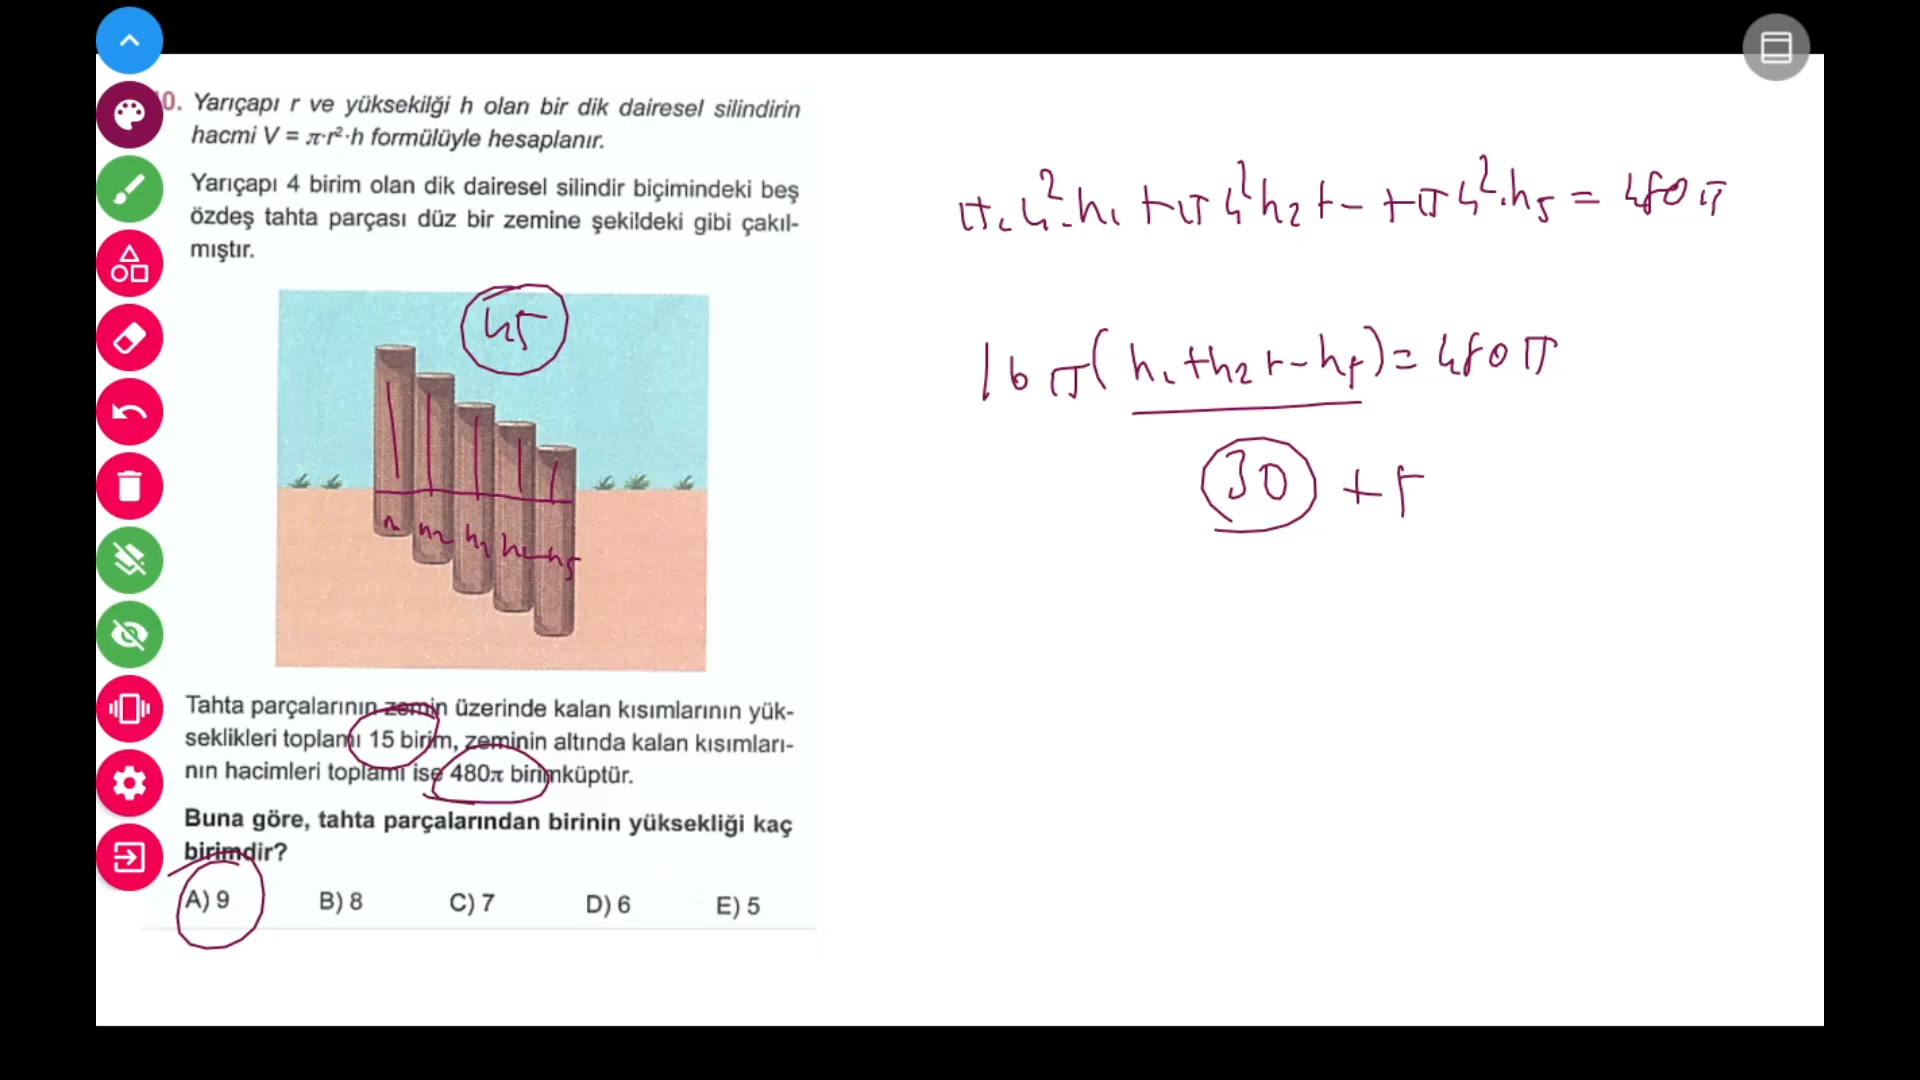 10. Yarıçapı r ve yüksekilği h olan bir dik dairesel silindirin
hacmi V = π·r²·h formülüyle hesaplanır.
Yarıçapı 4 birim olan dik dairesel silindir biçimindeki beş
özdeş tahta parçası düz bir zemine şekildeki gibi çakıl-
mıştır.
45
h₂ h₅
Tahta parçalarının zemin üzerinde kalan kısımlarının yük-
seklikleri toplamı 15 birim, zeminin altında kalan kısımları-
nın hacimleri toplamı ise 480π birimküptür.
Buna göre, tahta parçalarından birinin yüksekliği kaç
birimdir?
A) 9 B) 8 C) 7 D) 6 E) 5
π.4².h₁ + π4²h₂ + - +π4².h₅ = 480π
16π(h₁+h₂+-h₅) = 480π
30